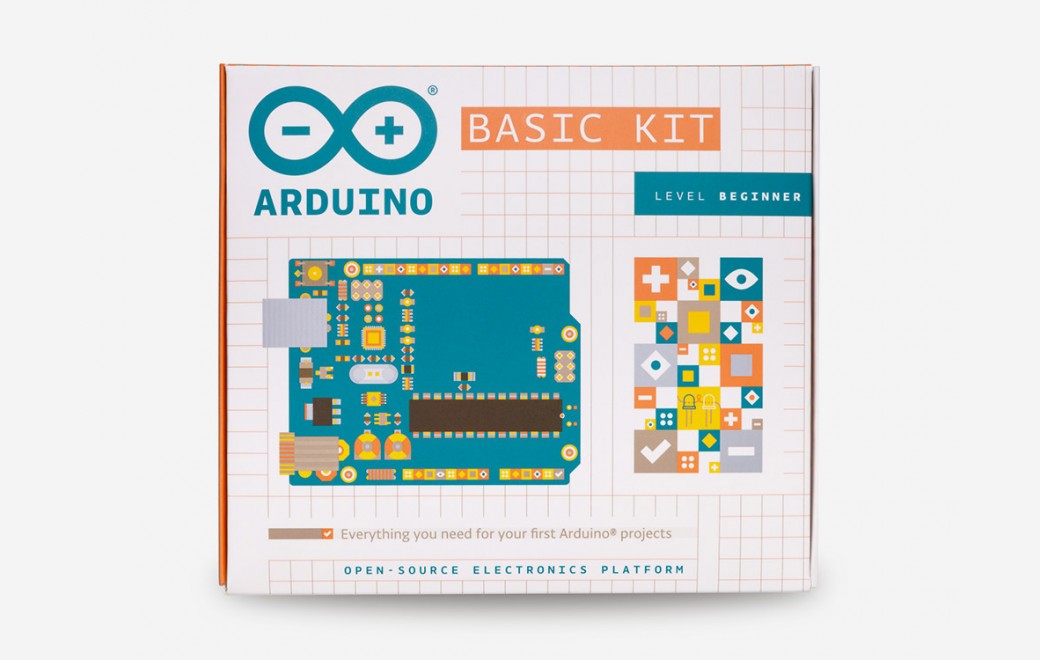 ®
ARDUINO
BASIC KIT
LEVEL BEGINNER
Everything you need for your first Arduino® projects
OPEN-SOURCE ELECTRONICS PLATFORM